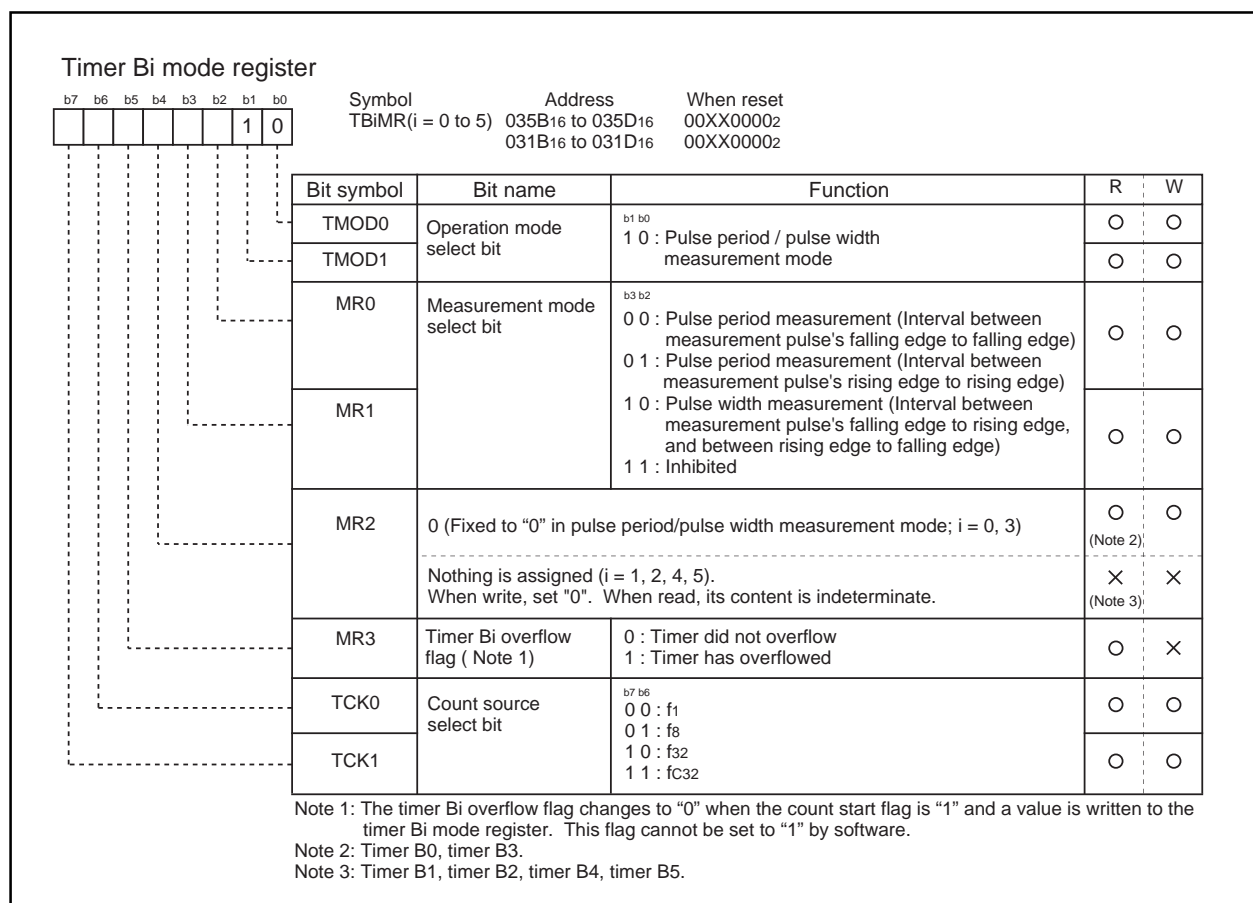 Timer Bi mode register
b7 b6 b5 b4 b3 b2 b1 b0
1 0
Symbol Address When reset
TBiMR(i = 0 to 5) 035B16 to 035D16 00XX00002
031B16 to 031D16 00XX00002
Bit symbol Bit name Function R W
TMOD0
TMOD1
Operation mode
select bit
b1 b0
1 0 : Pulse period / pulse width
measurement mode
MR0
MR1
Measurement mode
select bit
b3 b2
0 0 : Pulse period measurement (Interval between
measurement pulse's falling edge to falling edge)
0 1 : Pulse period measurement (Interval between
measurement pulse's rising edge to rising edge)
1 0 : Pulse width measurement (Interval between
measurement pulse's falling edge to rising edge,
and between rising edge to falling edge)
1 1 : Inhibited
MR2
0 (Fixed to “0” in pulse period/pulse width measurement mode; i = 0, 3)
(Note 2)
Nothing is assigned (i = 1, 2, 4, 5).
When write, set "0". When read, its content is indeterminate.
(Note 3)
MR3
Timer Bi overflow
flag ( Note 1)
0 : Timer did not overflow
1 : Timer has overflowed
TCK0
TCK1
Count source
select bit
b7 b6
0 0 : f1
0 1 : f8
1 0 : f32
1 1 : fC32
Note 1: The timer Bi overflow flag changes to “0” when the count start flag is “1” and a value is written to the
timer Bi mode register. This flag cannot be set to “1” by software.
Note 2: Timer B0, timer B3.
Note 3: Timer B1, timer B2, timer B4, timer B5.